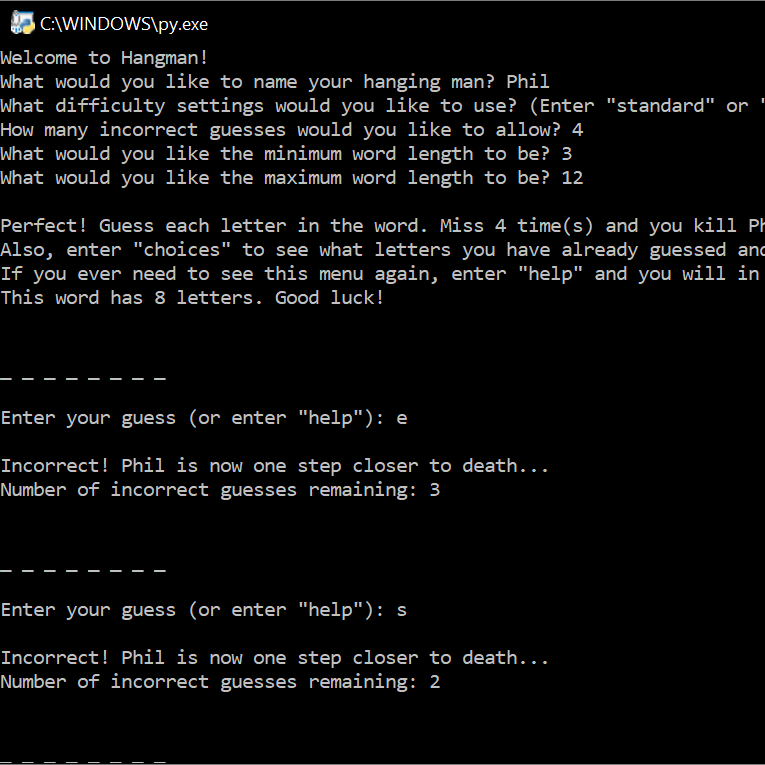 C:\WINDOWS\py.exe
Welcome to Hangman!
What would you like to name your hanging man? Phil
What difficulty settings would you like to use? (Enter "standard" or "
How many incorrect guesses would you like to allow? 4
What would you like the minimum word length to be? 3
What would you like the maximum word length to be? 12
Perfect! Guess each letter in the word. Miss 4 time(s) and you kill Ph
Also, enter "choices" to see what letters you have already guessed and
If you ever need to see this menu again, enter "help" and you will in
This word has 8 letters. Good luck!
_ _ _ _ _ _ _ _
Enter your guess (or enter "help"): e
Incorrect! Phil is now one step closer to death...
Number of incorrect guesses remaining: 3
_ _ _ _ _ _ _ _
Enter your guess (or enter "help"): s
Incorrect! Phil is now one step closer to death...
Number of incorrect guesses remaining: 2
_ _ _ _ _ _ _ _